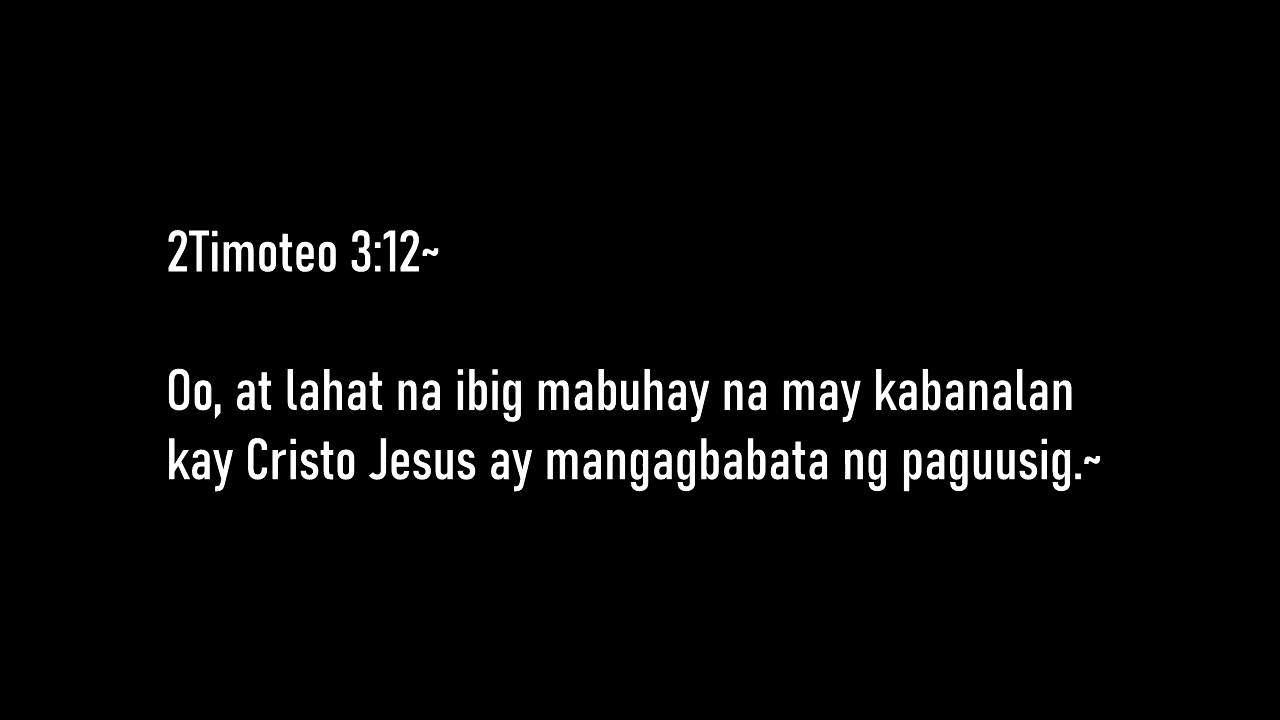 2Timoteo 3:12~
Oo, at lahat na ibig mabuhay na may kabanalan
kay Cristo Jesus ay mangagbabata ng paguusig.~